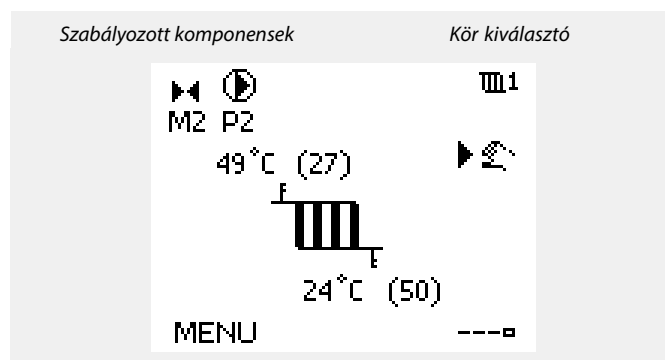 Szabályozott komponensek Kör kiválasztó
1
M2 P2
49°C (27)
24°C (50)
MENU